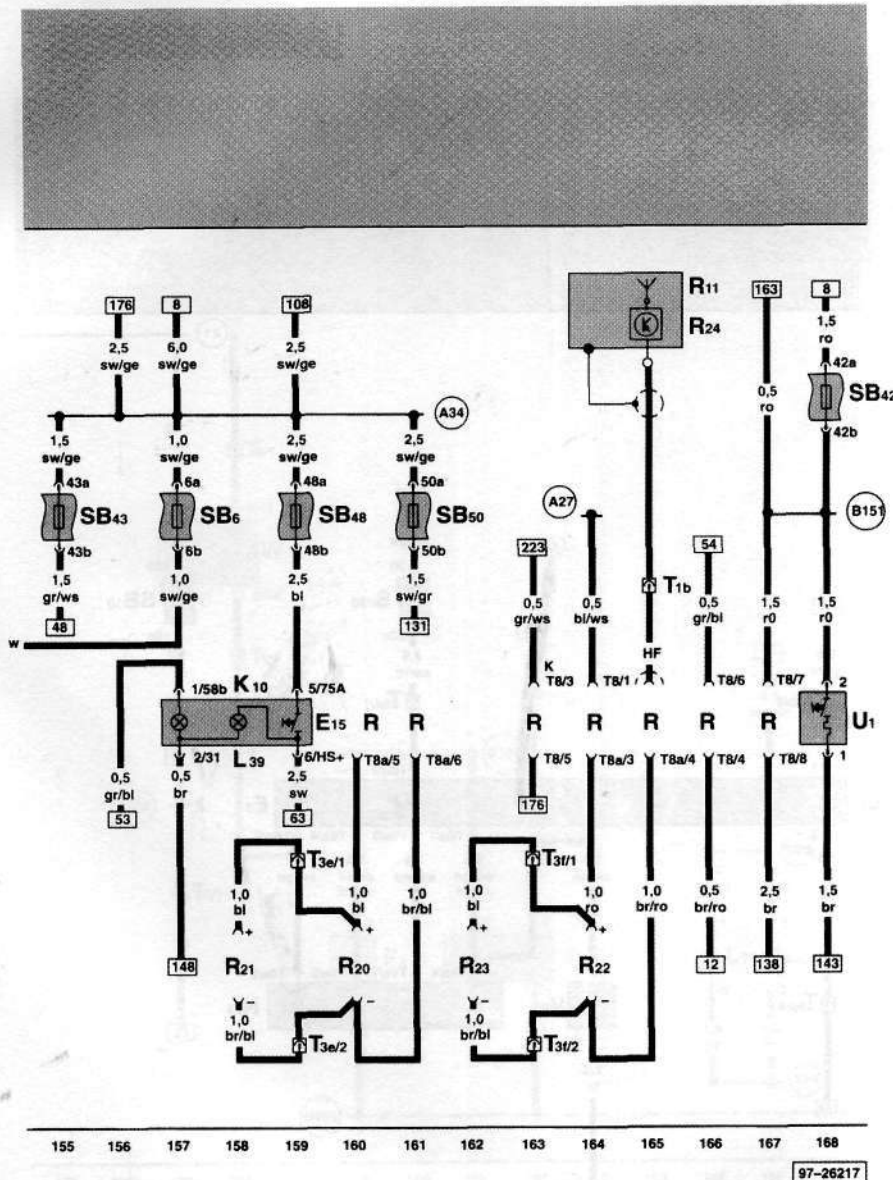 R11
176 8 108 163 8
R24
2,5 6,0 2,5 1,5
sw/ge sw/ge sw/ge ro
42a
0,5 SB42
ro
A34 42b
1,5 1,0 2,5 2,5
sw/ge sw/ge sw/ge sw/ge
43a 6a 48a 50a
A27 B151
SB43 SB6 SB48 SB50
43b 6b 48b 50b 223 54
T1b
1,5 1,0 2,5 1,5 0,5 0,5 0,5 1,5 1,5
gr/ws sw/ge bl sw/gr gr/ws bl/ws gr/bl r0 r0
48 131
w HF
K
1/58b K10 5/75A T8/3 T8/1 T8/6 T8/7 2
E15 R R R R R R R U1
2/31 L39 6/HS+ T8a/5 T8a/6 T8/5 T8a/3 T8a/4 T8/4 T8/8 1
0,5 0,5 2,5
gr/bl br sw 176
53 63
T3e/1 T3f/1
1,0 1,0 1,0 1,0 1,0 1,0 0,5 2,5 1,5
bl bl br/bl bl ro br/ro br/ro br br
+ + + +
148 R21 R20 R23 R22 12 138 143
– – – –
1,0 1,0
br/bl T3e/2 br/bl T3f/2
155 156 157 158 159 160 161 162 163 164 165 166 167 168
97–26217